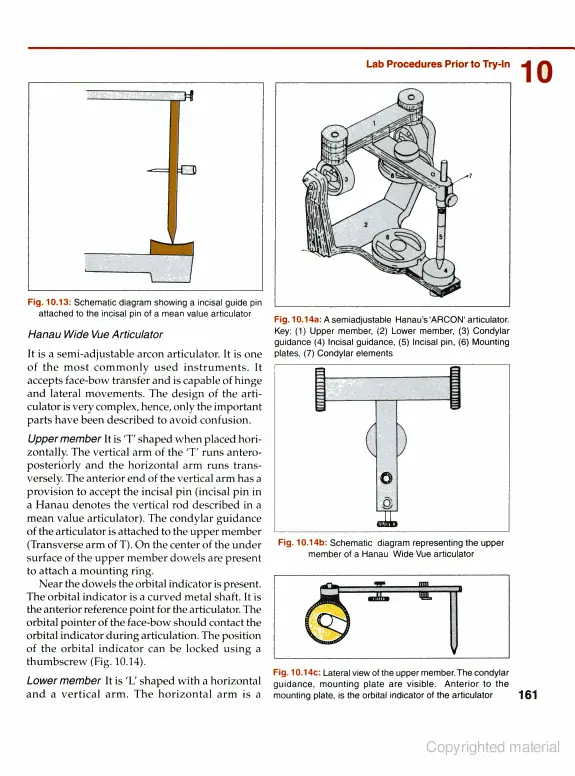 Lab Procedures Prior to Try-In
10
Fig. 10.13: Schematic diagram showing a incisal guide pin
attached to the incisal pin of a mean value articulator
Hanau Wide Vue Articulator
It is a semi-adjustable arcon articulator. It is one
of the most commonly used instruments. It
accepts face-bow transfer and is capable of hinge
and lateral movements. The design of the arti-
culator is very complex, hence, only the important
parts have been described to avoid confusion.
Upper member It is 'T' shaped when placed hori-
zontally. The vertical arm of the 'T' runs antero-
posteriorly and the horizontal arm runs trans-
versely. The anterior end of the vertical arm has a
provision to accept the incisal pin (incisal pin in
a Hanau denotes the vertical rod described in a
mean value articulator). The condylar guidance
of the articulator is attached to the upper member
(Transverse arm of T). On the center of the under
surface of the upper member dowels are present
to attach a mounting ring.
Near the dowels the orbital indicator is present.
The orbital indicator is a curved metal shaft. It is
the anterior reference point for the articulator. The
orbital pointer of the face-bow should contact the
orbital indicator during articulation. The position
of the orbital indicator can be locked using a
thumbscrew (Fig. 10.14).
Lower member It is 'L' shaped with a horizontal
and a vertical arm. The horizontal arm is a
1
3
6
7
2
6
5
4
Fig. 10.14a: A semiadjustable Hanau's 'ARCON' articulator.
Key: (1) Upper member, (2) Lower member, (3) Condylar
guidance (4) Incisal guidance, (5) Incisal pin, (6) Mounting
plates, (7) Condylar elements
Fig. 10.14b: Schematic diagram representing the upper
member of a Hanau Wide Vue articulator
Fig. 10.14c: Lateral view of the upper member. The condylar
guidance, mounting plate are visible. Anterior to the
mounting plate, is the orbital indicator of the articulator
161
Copyrighted material